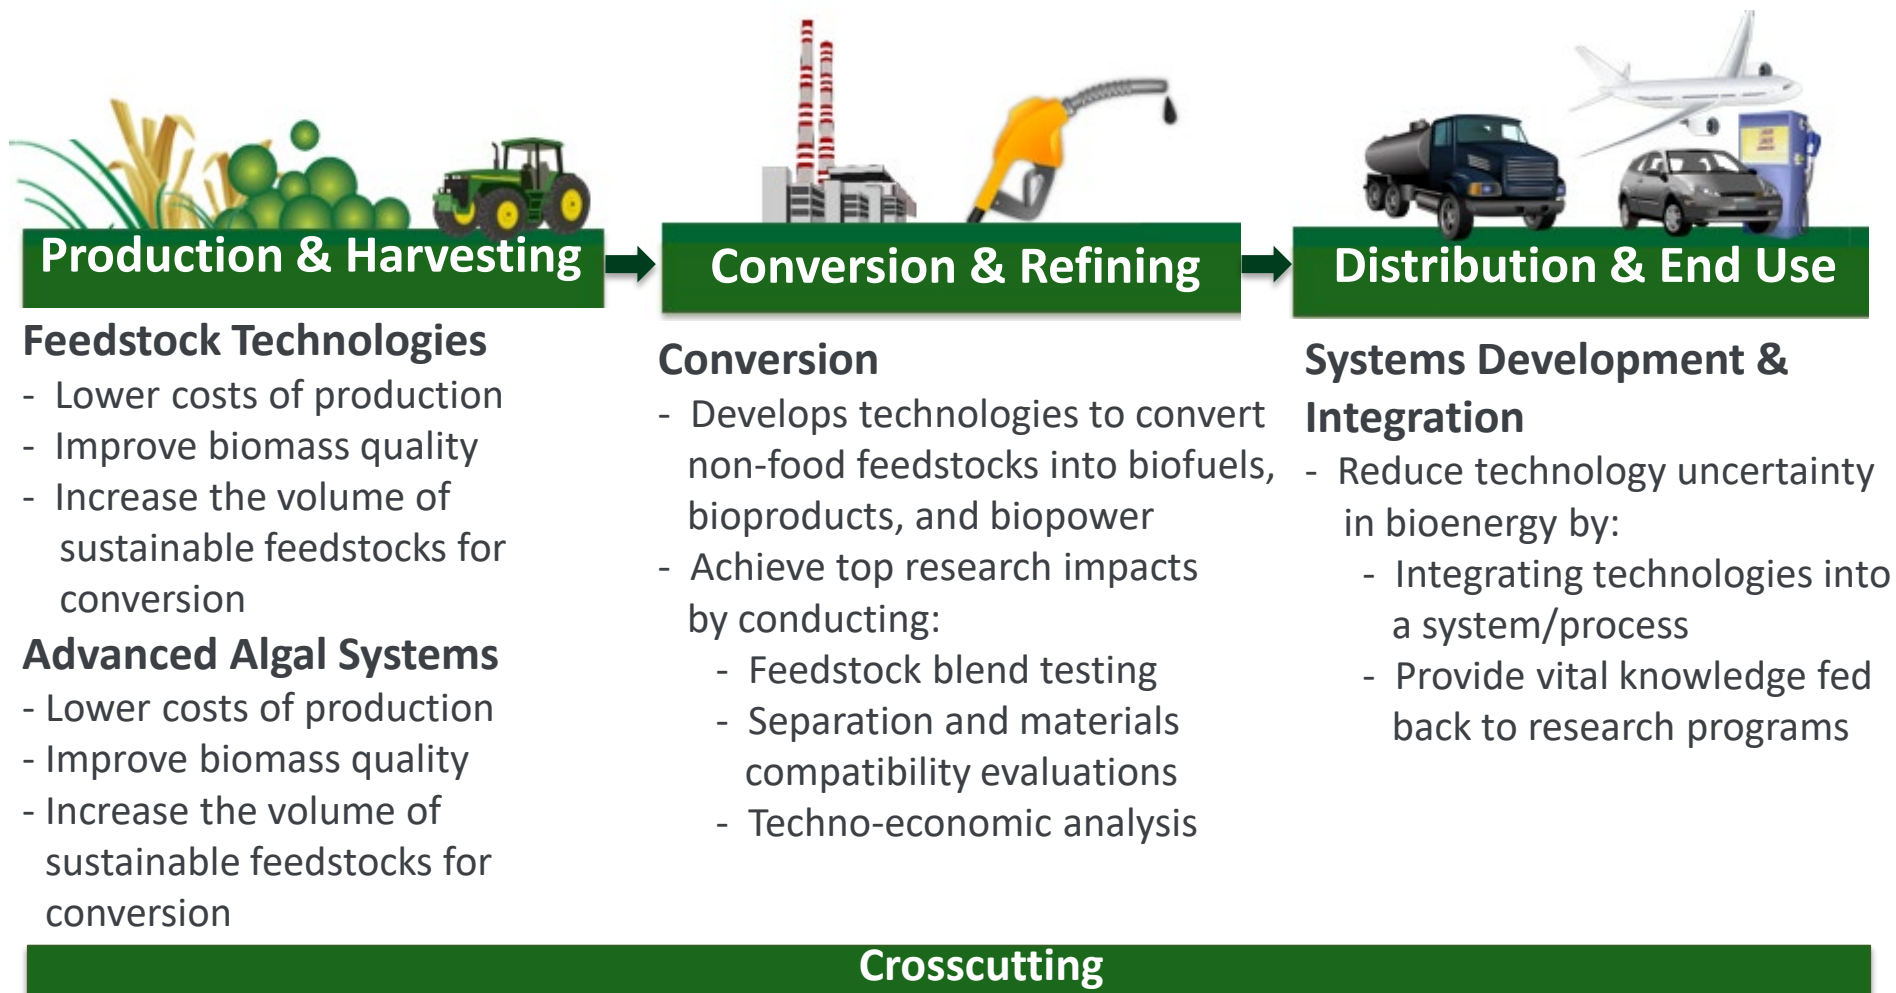 Production & Harvesting
Feedstock Technologies
- Lower costs of production
- Improve biomass quality
- Increase the volume of
sustainable feedstocks for
conversion
Advanced Algal Systems
- Lower costs of production
- Improve biomass quality
- Increase the volume of
sustainable feedstocks for
conversion
Conversion & Refining
Conversion
- Develops technologies to convert
non-food feedstocks into biofuels,
bioproducts, and biopower
- Achieve top research impacts
by conducting:
- Feedstock blend testing
- Separation and materials
compatibility evaluations
- Techno-economic analysis
Distribution & End Use
Systems Development &
Integration
- Reduce technology uncertainty
in bioenergy by:
- Integrating technologies into
a system/process
- Provide vital knowledge fed
back to research programs
Crosscutting